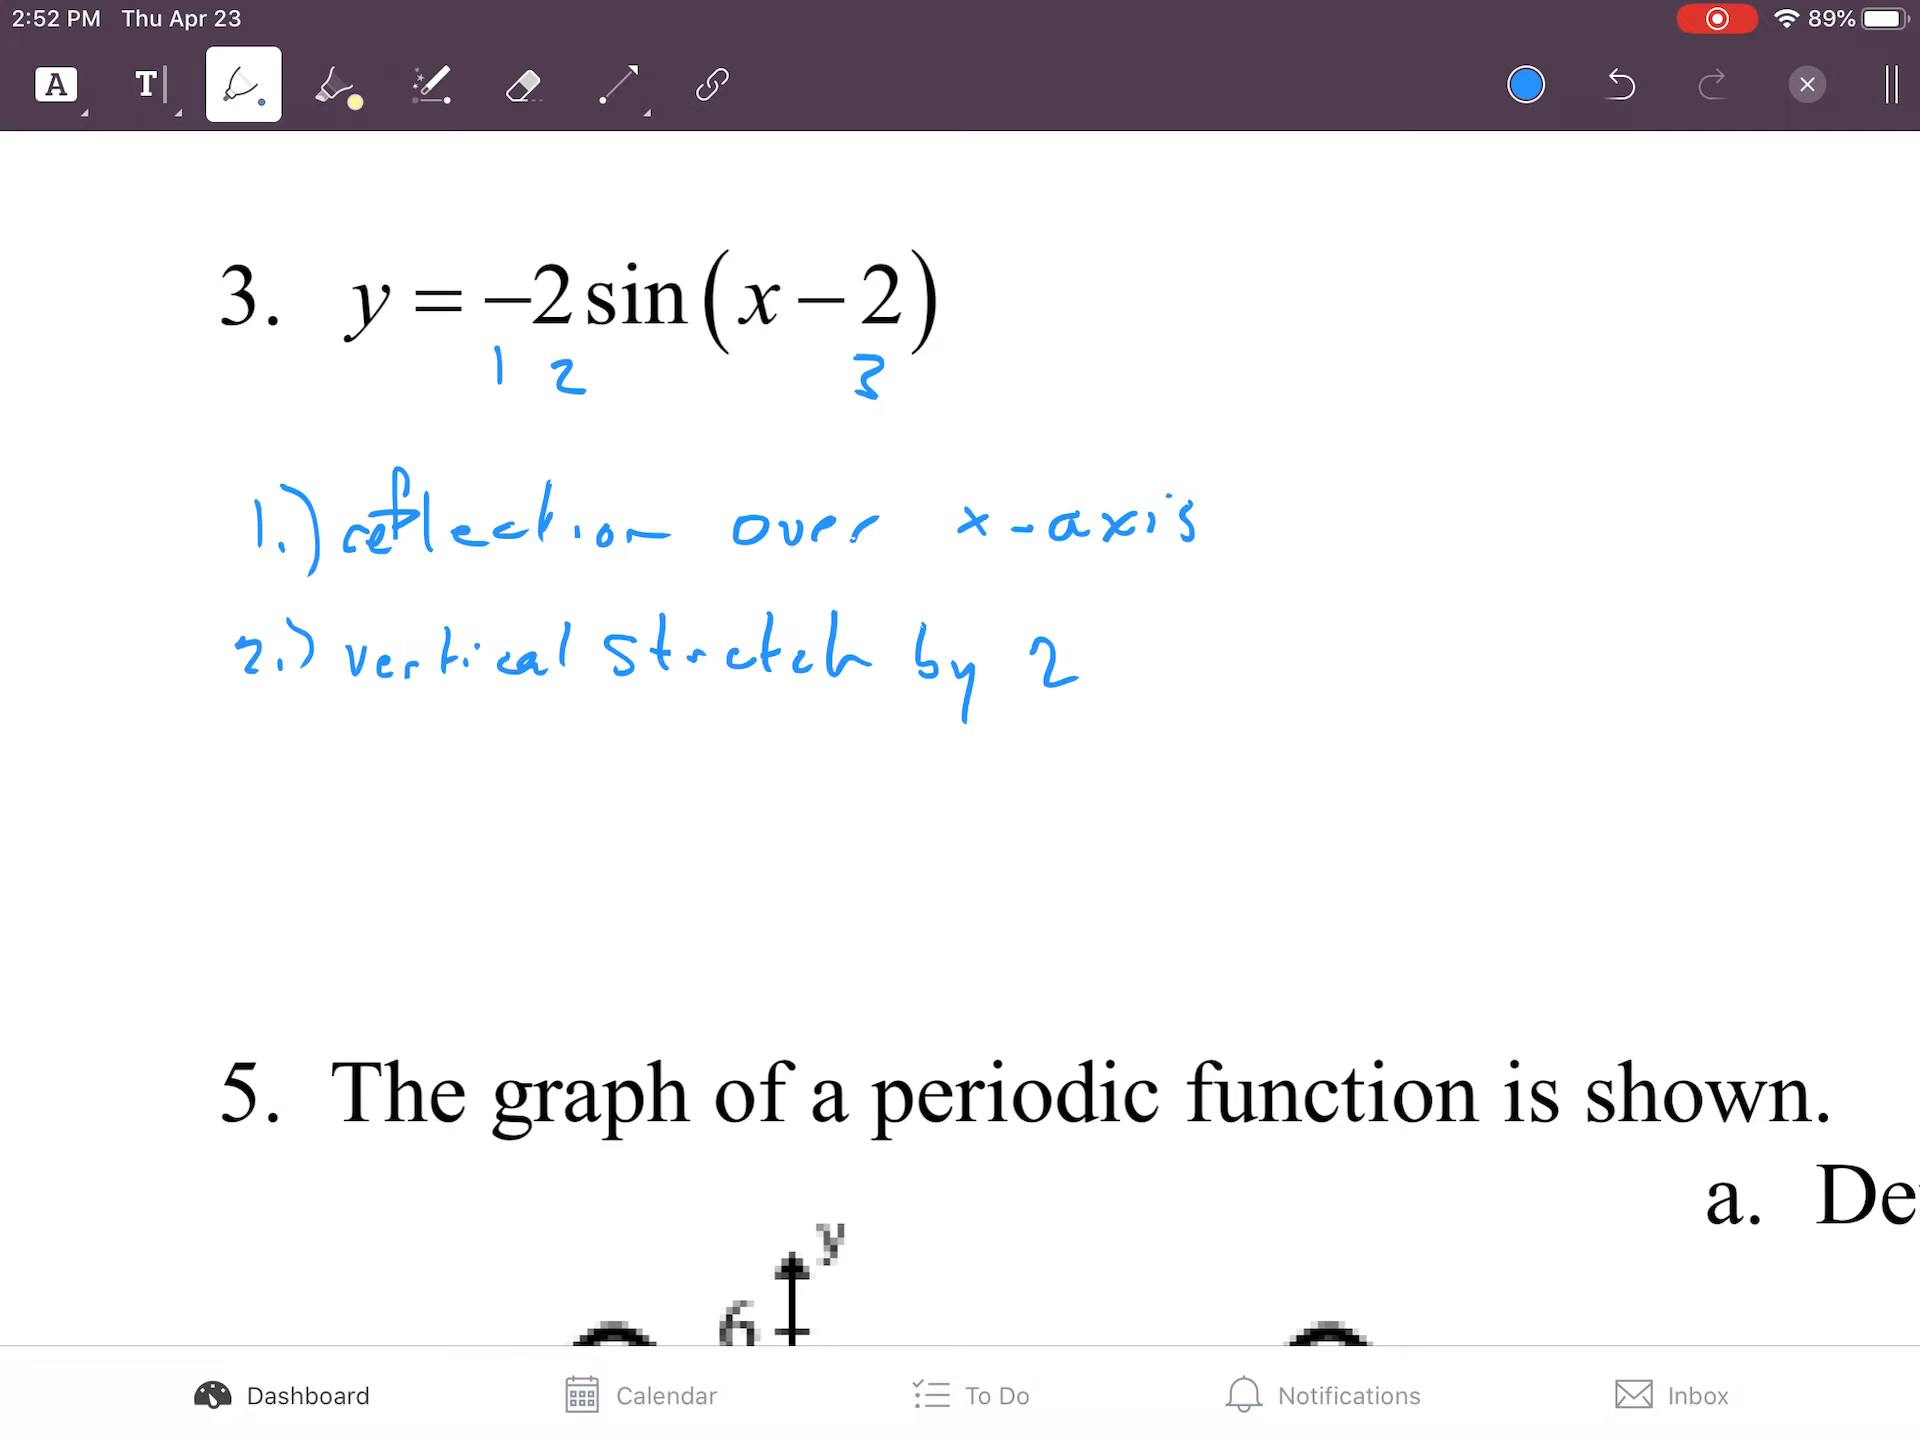 2:52 PM Thu Apr 23
89%
A T
3. y = −2 sin(x − 2)
1 2 3
1.) reflection over x-axis
2.) vertical stretch by 2
5. The graph of a periodic function is shown.
a. De
y
6
Dashboard Calendar To Do Notifications Inbox